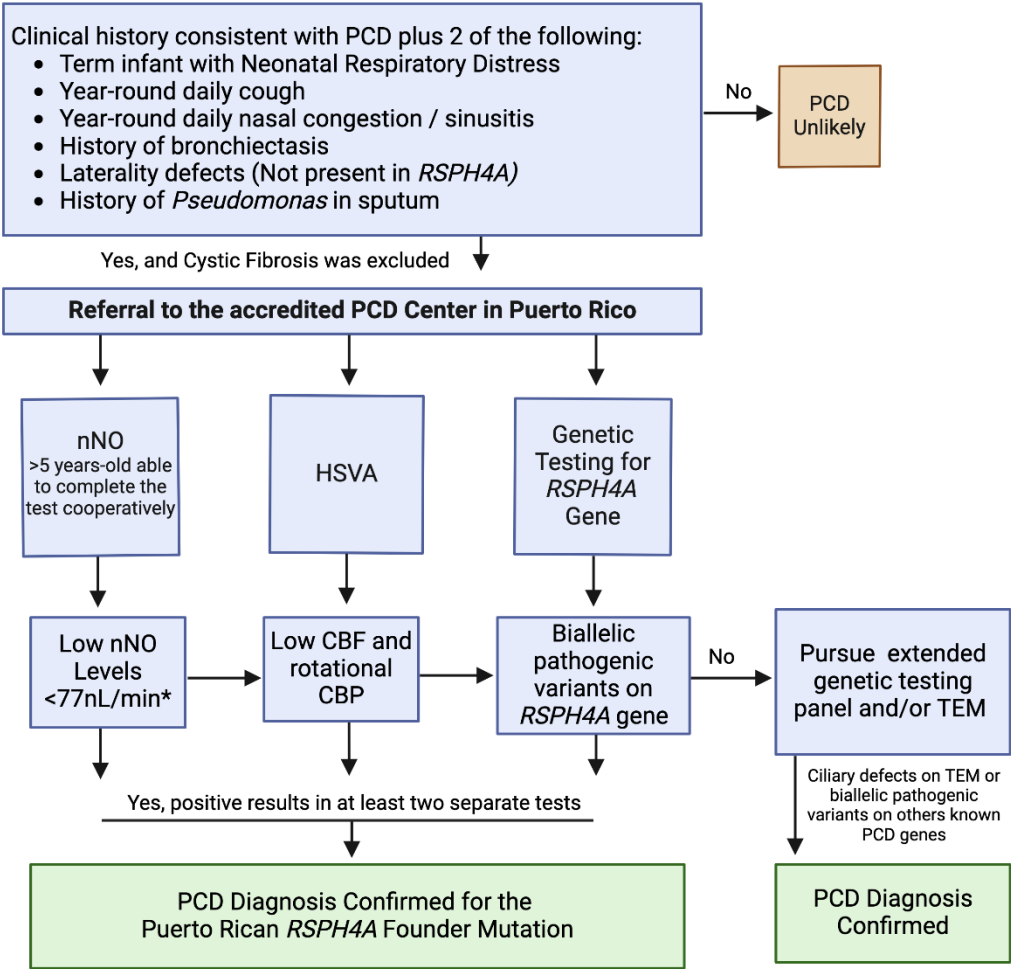 Clinical history consistent with PCD plus 2 of the following:
• Term infant with Neonatal Respiratory Distress
• Year-round daily cough
• Year-round daily nasal congestion / sinusitis
• History of bronchiectasis
• Laterality defects (Not present in RSPH4A)
• History of Pseudomonas in sputum
No
PCD
Unlikely
Yes, and Cystic Fibrosis was excluded
Referral to the accredited PCD Center in Puerto Rico
nNO
>5 years-old able
to complete the
test cooperatively
HSVA
Genetic
Testing for
RSPH4A
Gene
Low nNO
Levels
<77nL/min*
Low CBF and
rotational
CBP
Biallelic
pathogenic
variants on
RSPH4A gene
No
Pursue extended
genetic testing
panel and/or TEM
Yes, positive results in at least two separate tests
Ciliary defects on TEM or
biallelic pathogenic
variants on others known
PCD genes
PCD Diagnosis Confirmed for the
Puerto Rican RSPH4A Founder Mutation
PCD Diagnosis
Confirmed